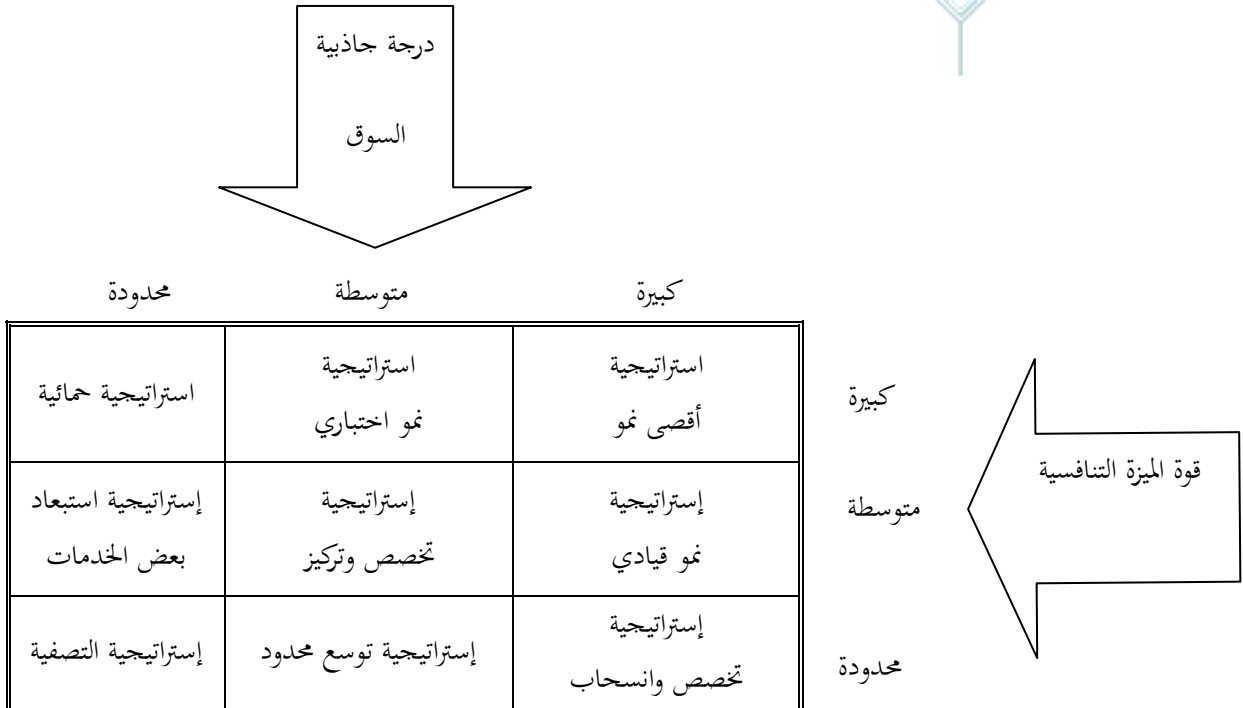 درجة جاذبية
السوق
كبيرة
متوسطة
محدودة
استراتيجية
أقصى نمو
استراتيجية
نمو اختباري
استراتيجية حمائية
كبيرة
قوة الميزة التنافسية
إستراتيجية
نمو قيادي
إستراتيجية
تخصص وتركيز
إستراتيجية استبعاد
بعض الخدمات
متوسطة
إستراتيجية
تخصص وانسحاب
إستراتيجية توسع محدود
إستراتيجية التصفية
محدودة